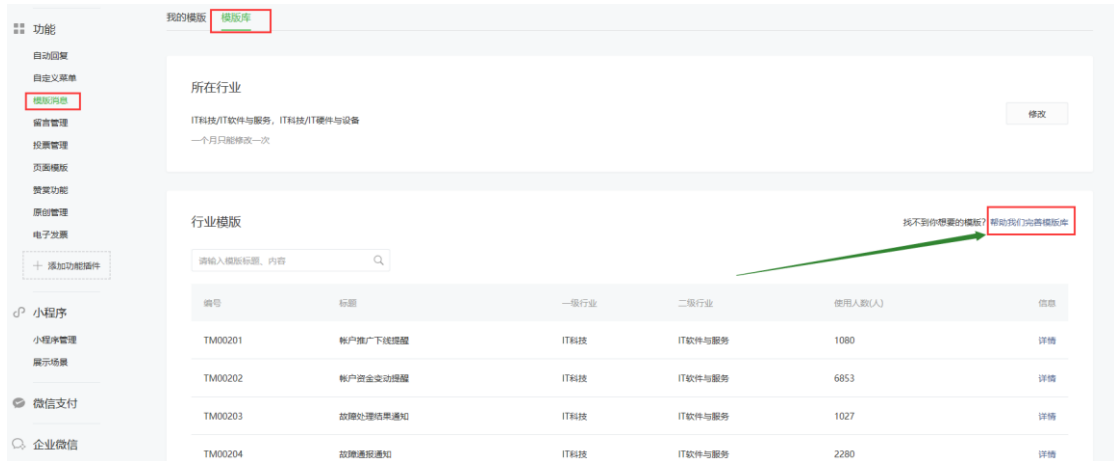 功能
自动回复
自定义菜单
模版消息
留言管理
投票管理
页面模版
赞赏功能
原创管理
电子发票
添加功能插件
小程序
小程序管理
展示场景
微信支付
企业微信
我的模版 模版库
所在行业
IT科技/IT软件与服务，IT科技/IT硬件与设备
一个月只能修改一次
修改
行业模版
找不到你想要的模版？帮助我们完善模版库
请输入模版标题、内容
编号 标题 一级行业 二级行业 使用人数(人) 信息
TM00201 帐户推广下线提醒 IT科技 IT软件与服务 1080 详情
TM00202 帐户资金变动提醒 IT科技 IT软件与服务 6853 详情
TM00203 故障处理结果通知 IT科技 IT软件与服务 1027 详情
TM00204 故障通报通知 IT科技 IT软件与服务 2280 详情